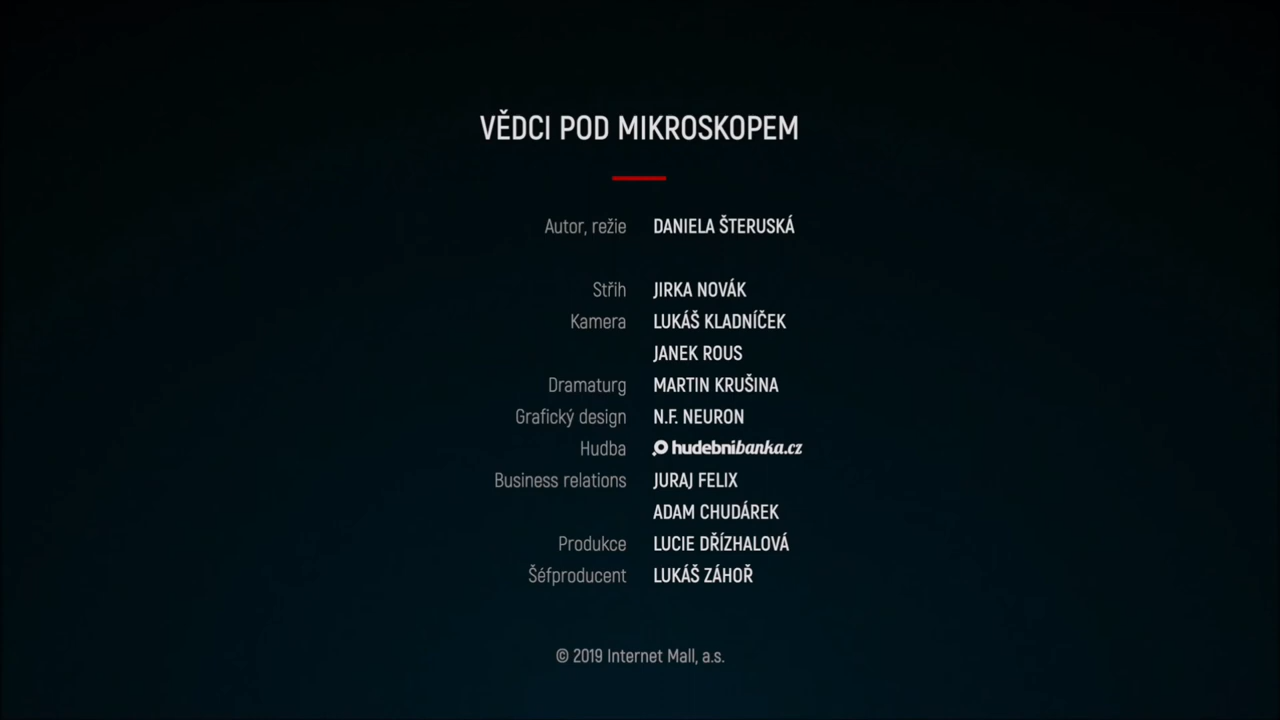 VĚDCI POD MIKROSKOPEM
Autor, režie DANIELA ŠTERUSKÁ
Střih JIRKA NOVÁK
Kamera LUKÁŠ KLADNÍČEK
JANEK ROUS
Dramaturg MARTIN KRUŠINA
Grafický design N.F. NEURON
Hudba hudebnibanka.cz
Business relations JURAJ FELIX
ADAM CHUDÁREK
Produkce LUCIE DŘÍZHALOVÁ
Šéfproducent LUKÁŠ ZÁHOŘ
© 2019 Internet Mall, a.s.